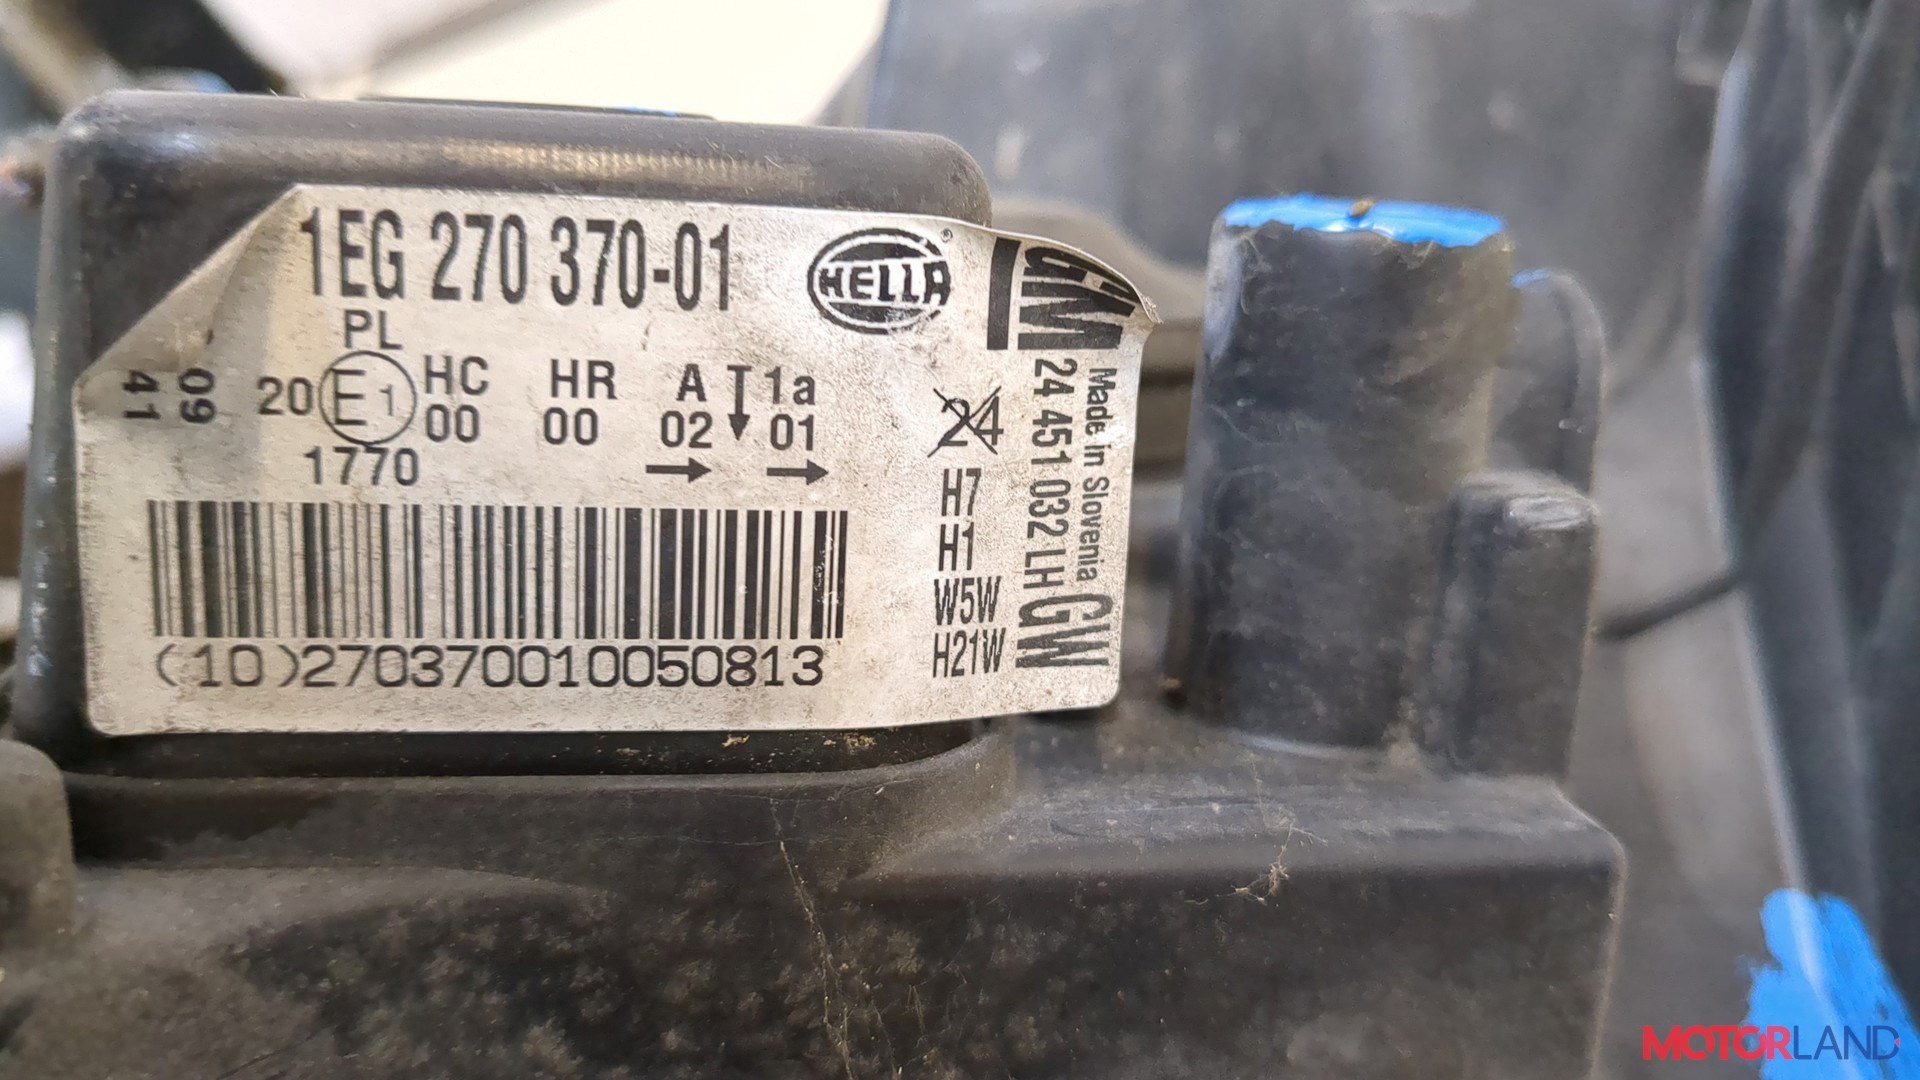 1EG 270 370-01
HELLA
®
PL
09
41
20 E1 HC HR A 1a
00 00 02 01
1770
24
H7
H1
W5W
H21W
(10)270370010050813
GM
24 451 032 LH GW
Made in Slovenia
MOTORLAND